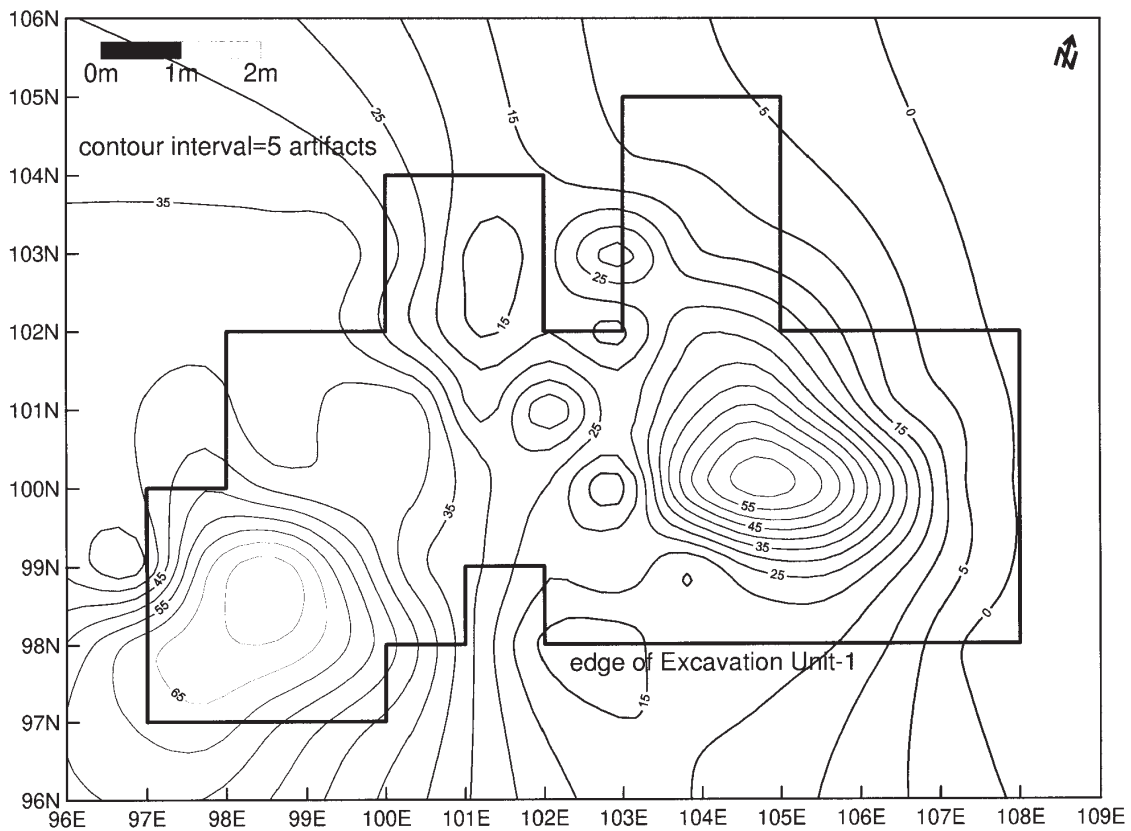 106N
105N
104N
103N
102N
101N
100N
99N
98N
97N
96N
0m 1m 2m
contour interval=5 artifacts
N
25
15
5
0
35
25
15
25
15
55
45
35
25
35
45
55
65
5
0
15
edge of Excavation Unit-1
96E 97E 98E 99E 100E 101E 102E 103E 104E 105E 106E 107E 108E 109E